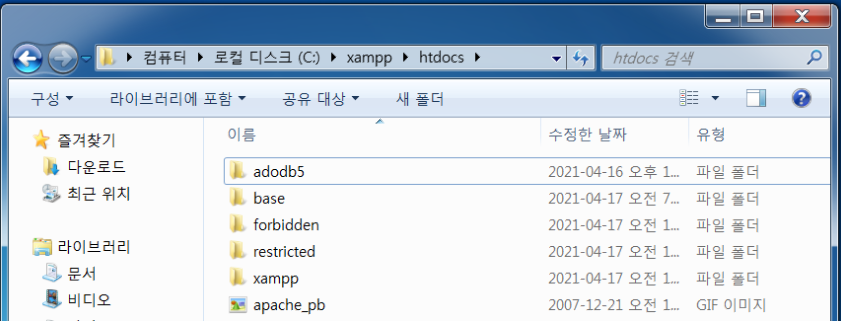 컴퓨터 로컬 디스크 (C:) xampp htdocs htdocs 검색
구성 라이브러리에 포함 공유 대상 새 폴더
이름 수정한 날짜 유형
즐겨찾기
다운로드
최근 위치
라이브러리
문서
비디오
adodb5 2021-04-16 오후 1... 파일 폴더
base 2021-04-17 오전 7... 파일 폴더
forbidden 2021-04-17 오전 1... 파일 폴더
restricted 2021-04-17 오전 1... 파일 폴더
xampp 2021-04-17 오전 1... 파일 폴더
apache_pb 2007-12-21 오전 1... GIF 이미지